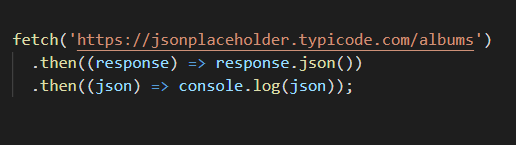 fetch('https://jsonplaceholder.typicode.com/albums')
.then((response) => response.json())
.then((json) => console.log(json));